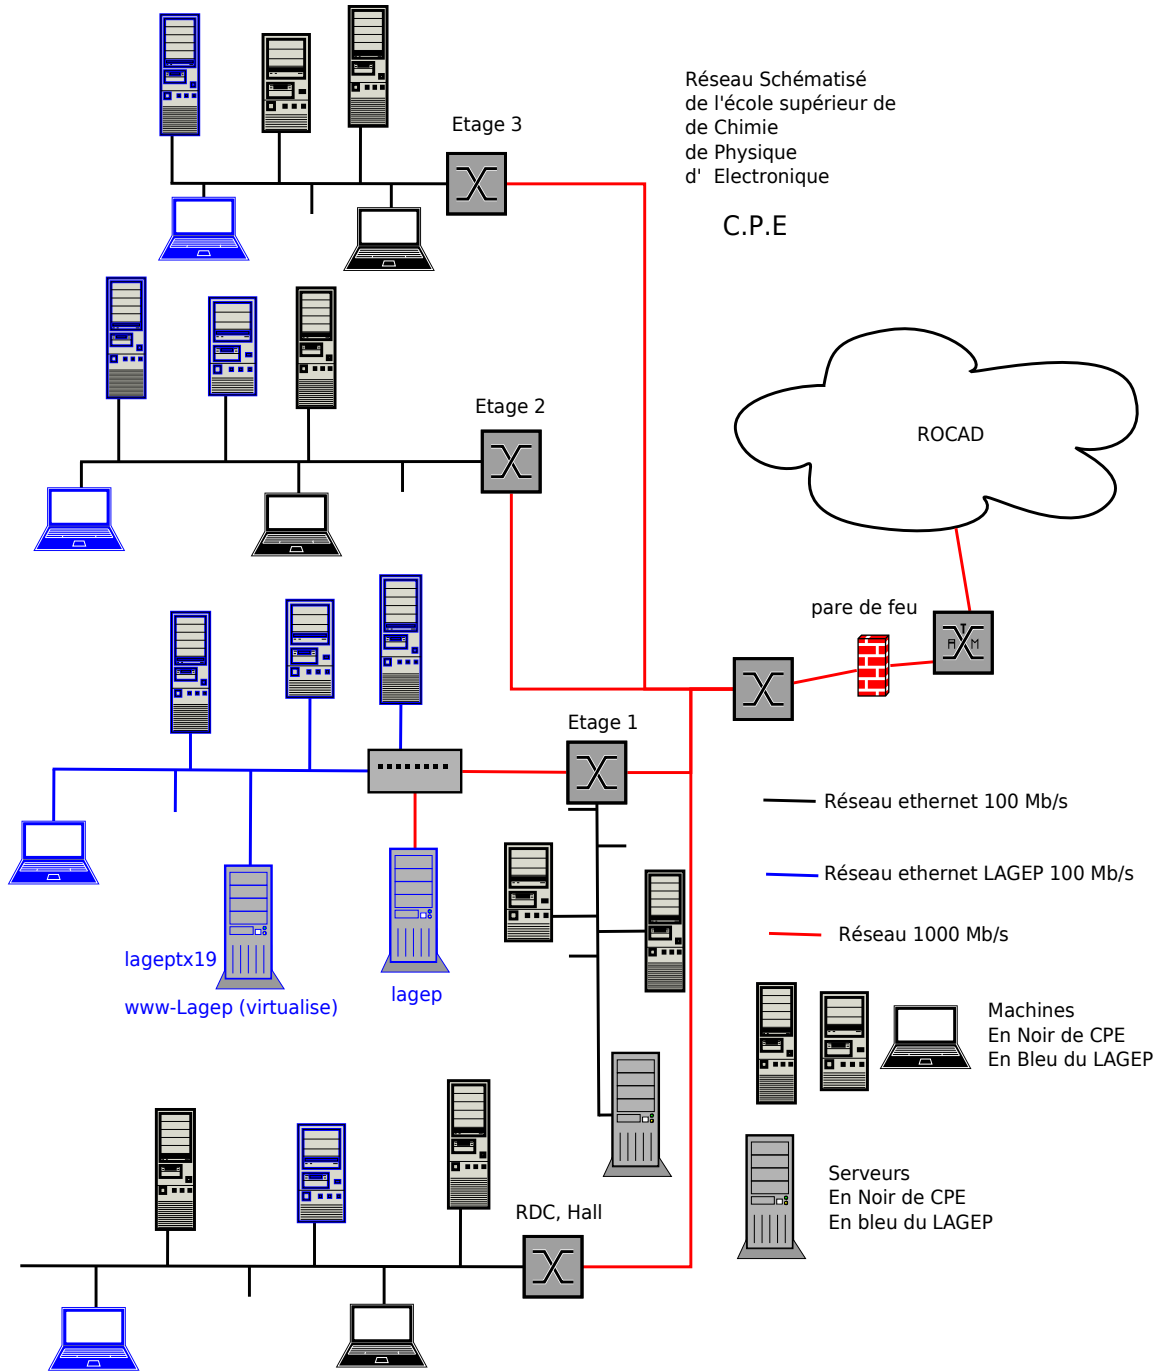 Réseau Schématisé
de l'école supérieur de
de Chimie
de Physique
d' Electronique
C.P.E
Etage 3
Etage 2
ROCAD
pare de feu
A T M
Etage 1
Réseau ethernet 100 Mb/s
Réseau ethernet LAGEP 100 Mb/s
Réseau 1000 Mb/s
lageptx19
www-Lagep (virtualise)
lagep
Machines
En Noir de CPE
En Bleu du LAGEP
Serveurs
En Noir de CPE
En bleu du LAGEP
RDC, Hall